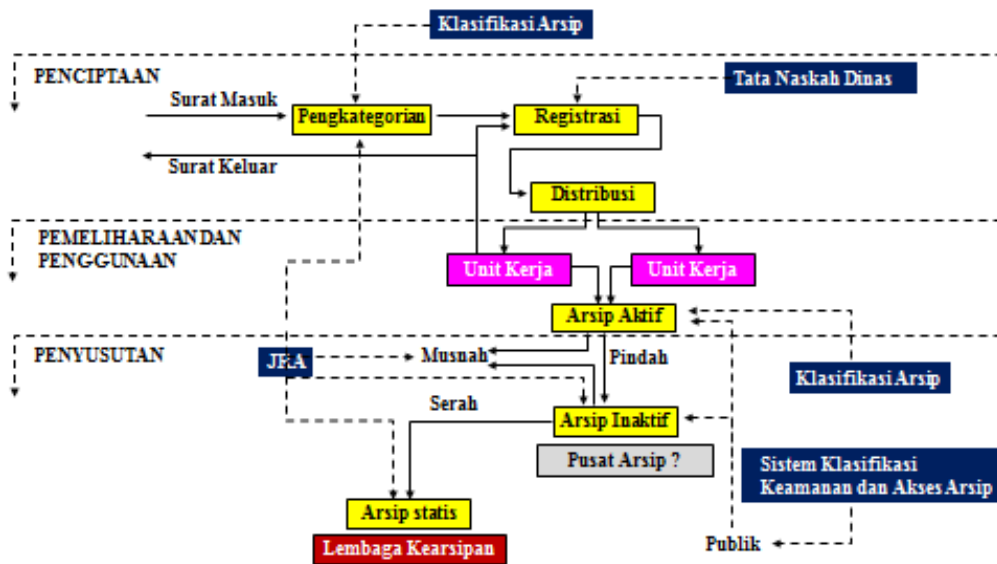 Klasifikasi Arsip
PENCIPTAAN
Tata Naskah Dinas
Surat Masuk
Pengkategorian
Registrasi
Surat Keluar
Distribusi
PEMELIHARAAN DAN
PENGGUNAAN
Unit Kerja
Unit Kerja
Arsip Aktif
PENYUSUTAN
JRA
Musnah
Pindah
Klasifikasi Arsip
Serah
Arsip Inaktif
Pusat Arsip ?
Sistem Klasifikasi
Keamanan dan Akses Arsip
Arsip statis
Publik
Lembaga Kearsipan